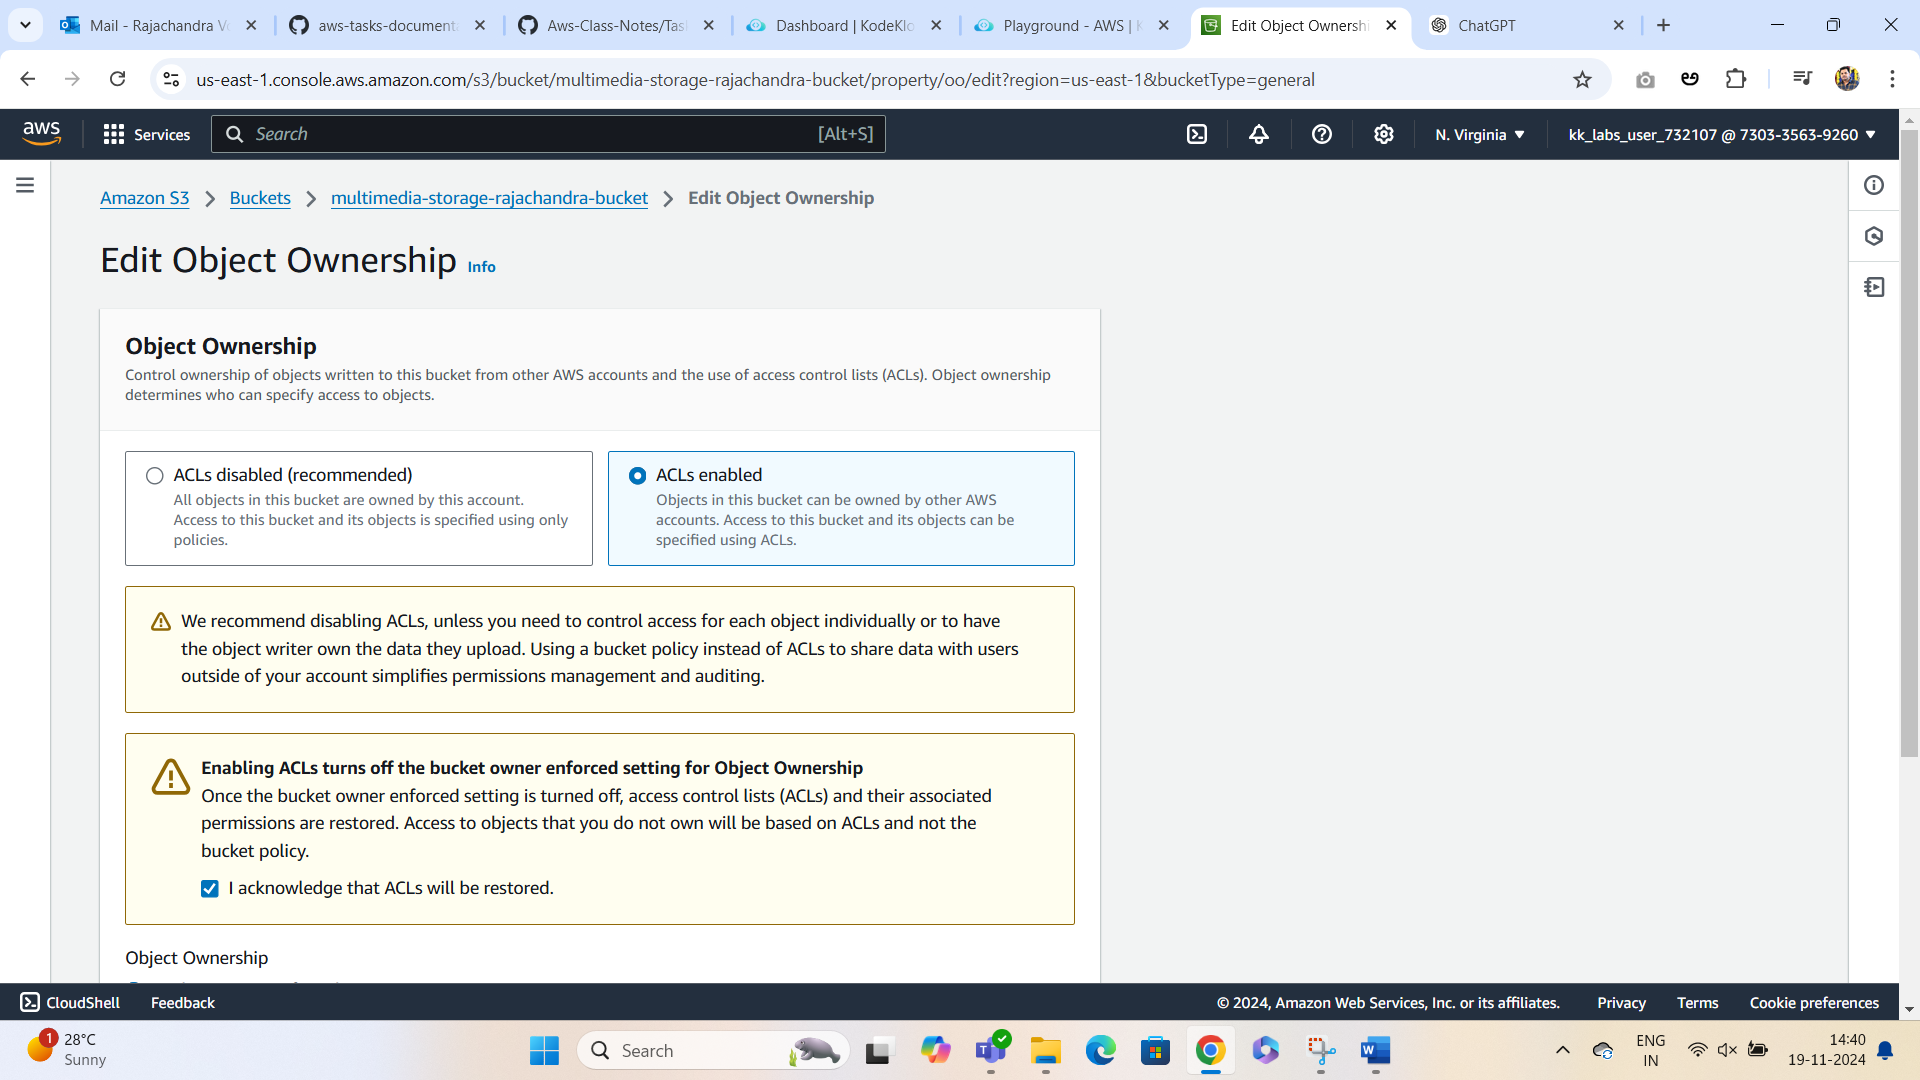 Mail - Rajachandra Vo
aws-tasks-documenta
Aws-Class-Notes/Tas
Dashboard | KodeKlo
Playground - AWS | K
Edit Object Ownershi
ChatGPT
us-east-1.console.aws.amazon.com/s3/bucket/multimedia-storage-rajachandra-bucket/property/oo/edit?region=us-east-1&bucketType=general
aws
Services
Search
[Alt+S]
N. Virginia
kk_labs_user_732107 @ 7303-3563-9260
Amazon S3
Buckets
multimedia-storage-rajachandra-bucket
Edit Object Ownership
Edit Object Ownership Info
Object Ownership
Control ownership of objects written to this bucket from other AWS accounts and the use of access control lists (ACLs). Object ownership
determines who can specify access to objects.
ACLs disabled (recommended)
All objects in this bucket are owned by this account.
Access to this bucket and its objects is specified using only
policies.
ACLs enabled
Objects in this bucket can be owned by other AWS
accounts. Access to this bucket and its objects can be
specified using ACLs.
We recommend disabling ACLs, unless you need to control access for each object individually or to have
the object writer own the data they upload. Using a bucket policy instead of ACLs to share data with users
outside of your account simplifies permissions management and auditing.
Enabling ACLs turns off the bucket owner enforced setting for Object Ownership
Once the bucket owner enforced setting is turned off, access control lists (ACLs) and their associated
permissions are restored. Access to objects that you do not own will be based on ACLs and not the
bucket policy.
I acknowledge that ACLs will be restored.
Object Ownership
CloudShell
Feedback
© 2024, Amazon Web Services, Inc. or its affiliates.
Privacy
Terms
Cookie preferences
1
28°C
Sunny
Search
ENG
IN
14:40
19-11-2024